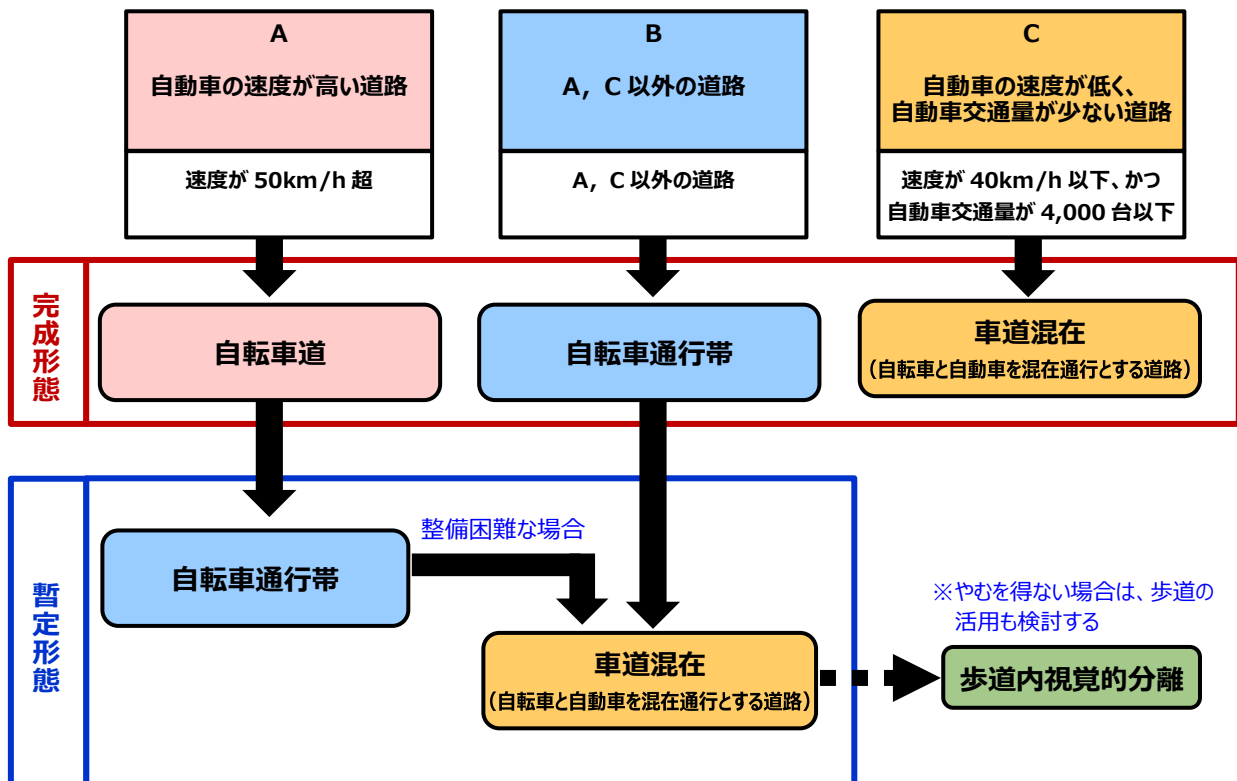 A
自動車の速度が高い道路
速度が 50km/h 超
B
A, C 以外の道路
A, C 以外の道路
C
自動車の速度が低く、
自動車交通量が少ない道路
速度が 40km/h 以下、かつ
自動車交通量が 4,000 台以下
完成形態
自転車道
自転車通行帯
車道混在
（自転車と自動車を混在通行とする道路）
暫定形態
自転車通行帯
整備困難な場合
車道混在
（自転車と自動車を混在通行とする道路）
※やむを得ない場合は、歩道の
活用も検討する
歩道内視覚的分離